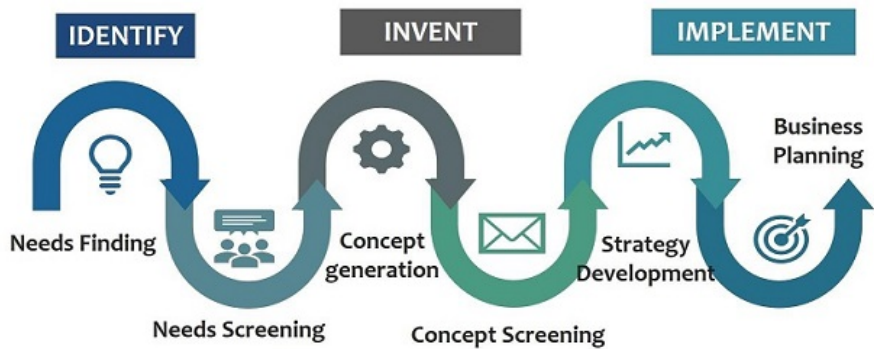 IDENTIFY
INVENT
IMPLEMENT
Needs Finding
Needs Screening
Concept
generation
Concept Screening
Strategy
Development
Business
Planning